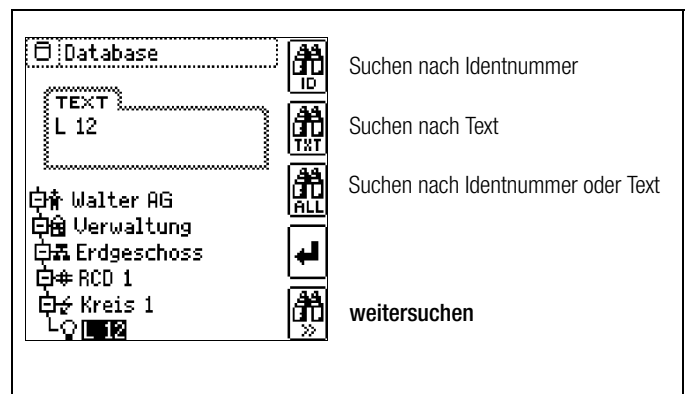 Database
ID
Suchen nach Identnummer
TEXT
L 12
TXT
Suchen nach Text
ALL
Suchen nach Identnummer oder Text
Walter AG
Verwaltung
Erdgeschoss
RCD 1
Kreis 1
L 12
>>
weitersuchen